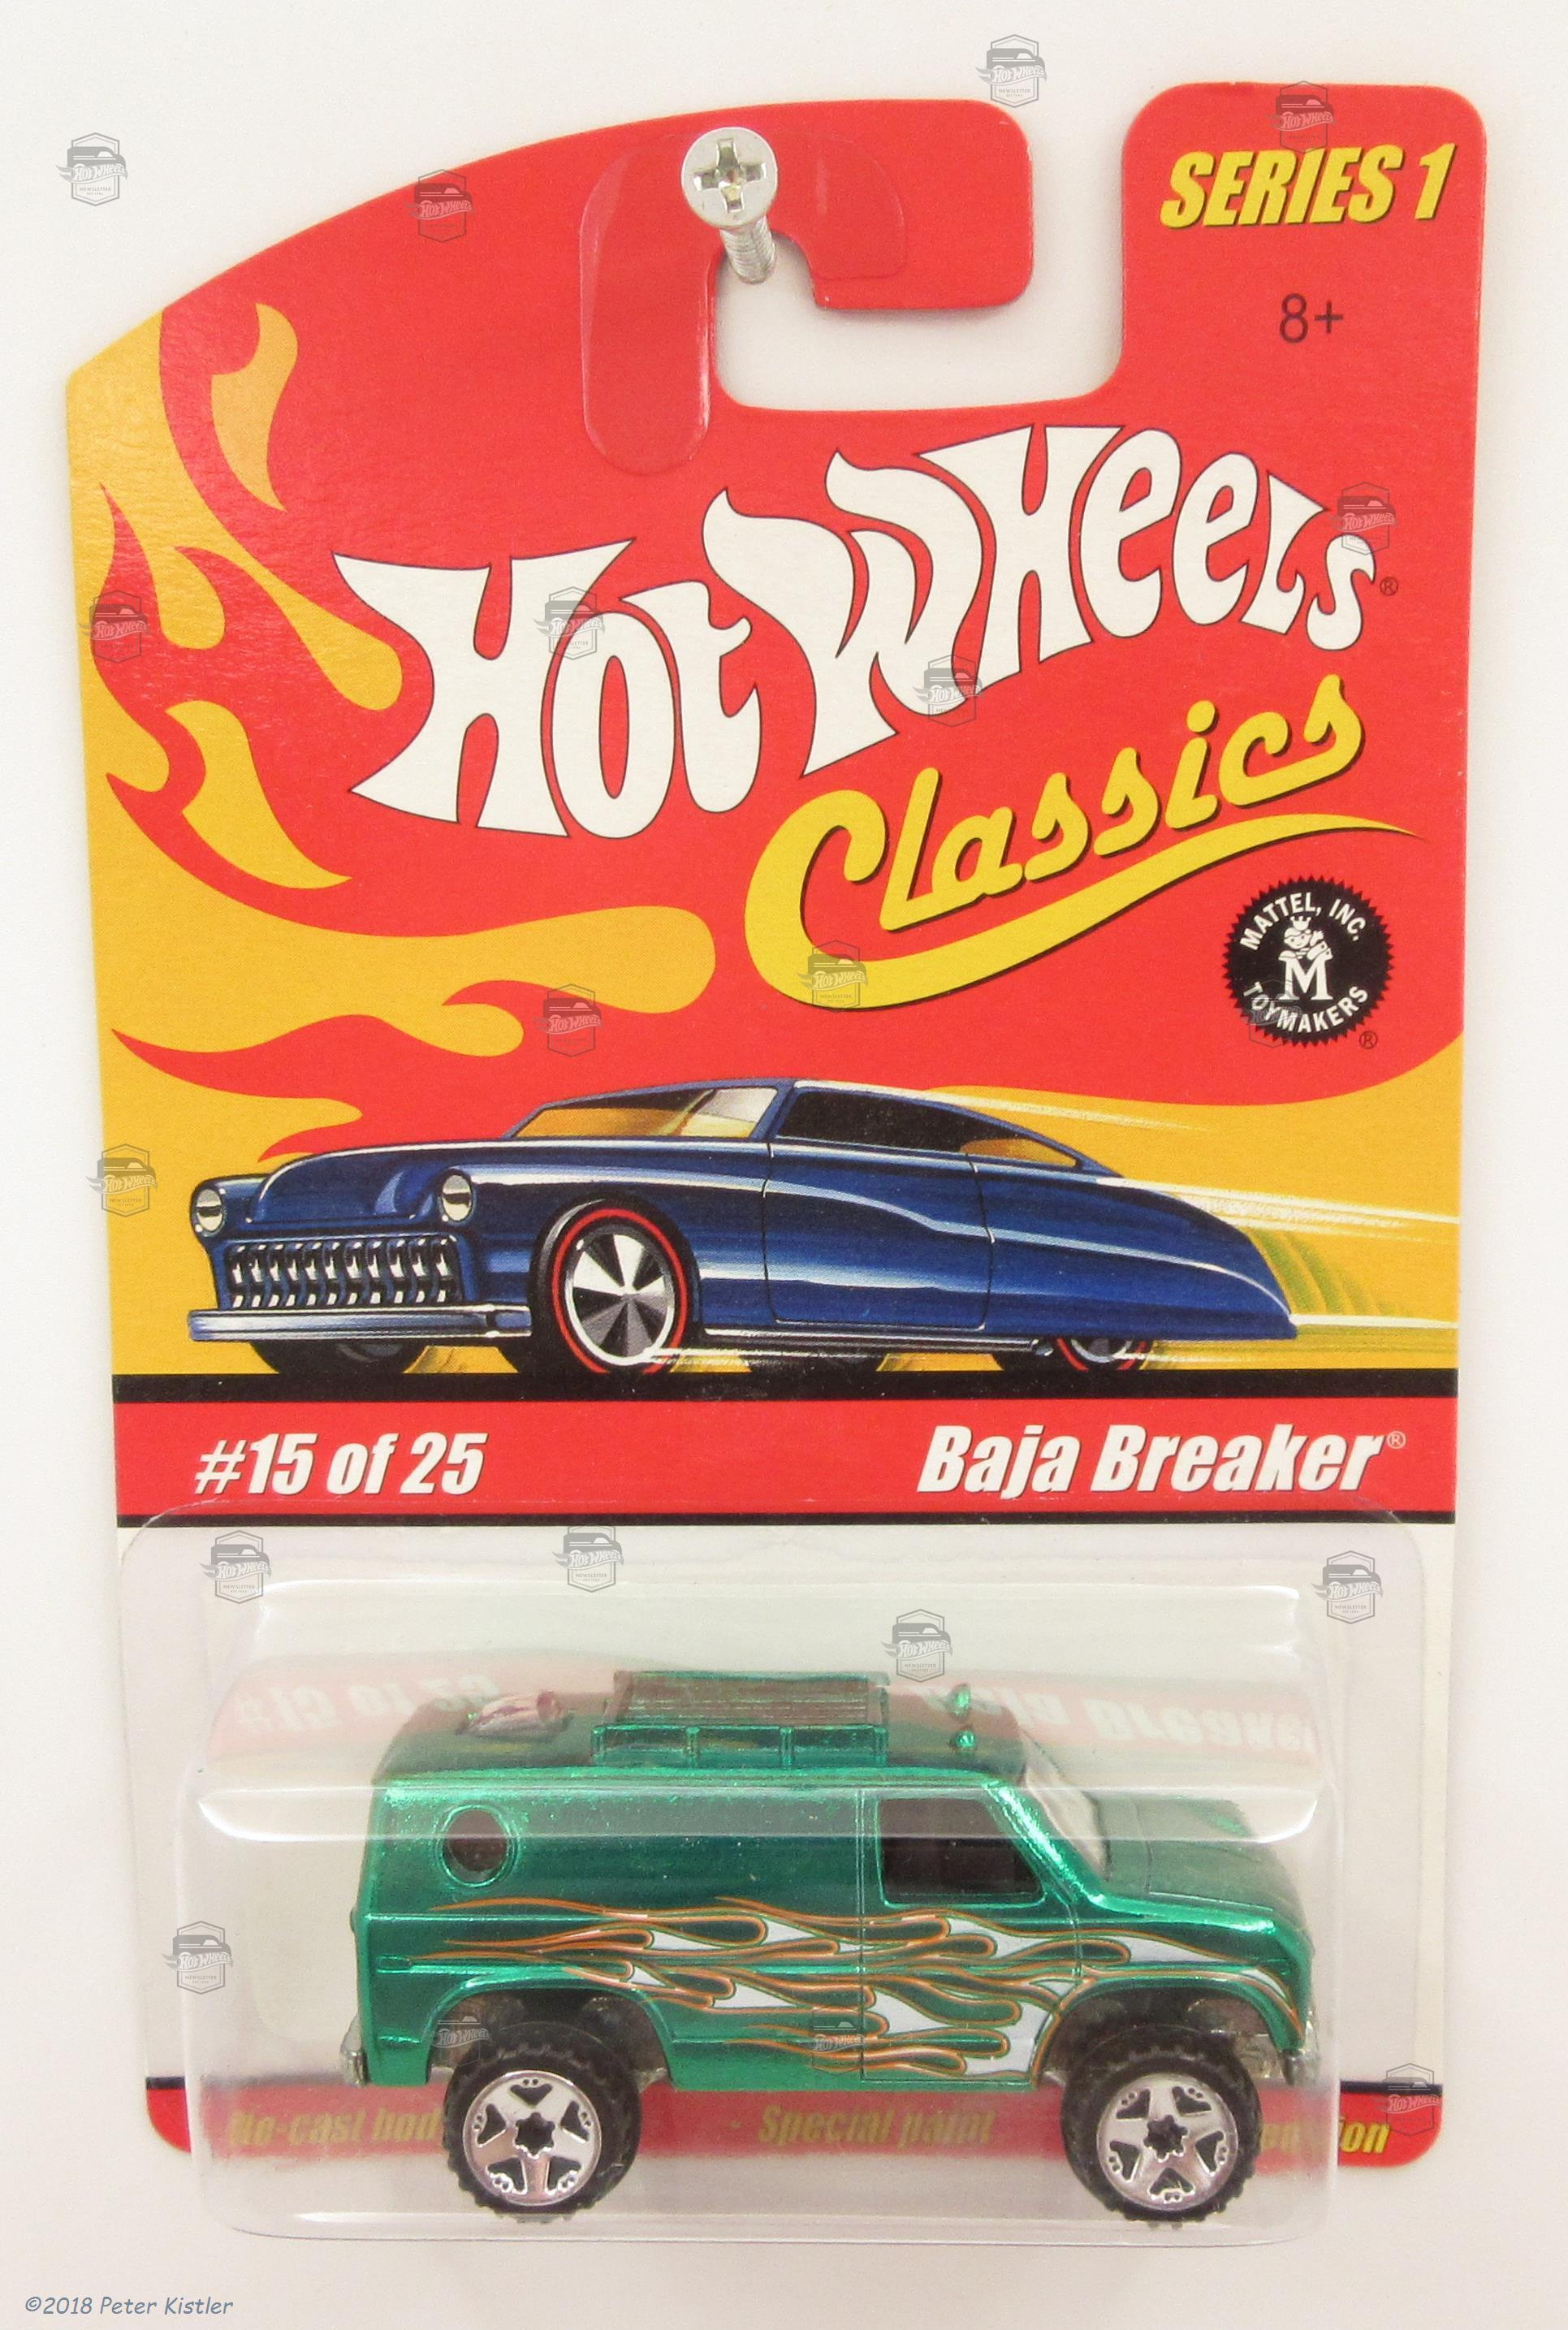 SERIES 1
8+
Hot Wheels®
Classics
MATTEL, INC.
M
TOYMAKERS
®
#15 of 25
Baja Breaker®
Special paint
©2018 Peter Kistler